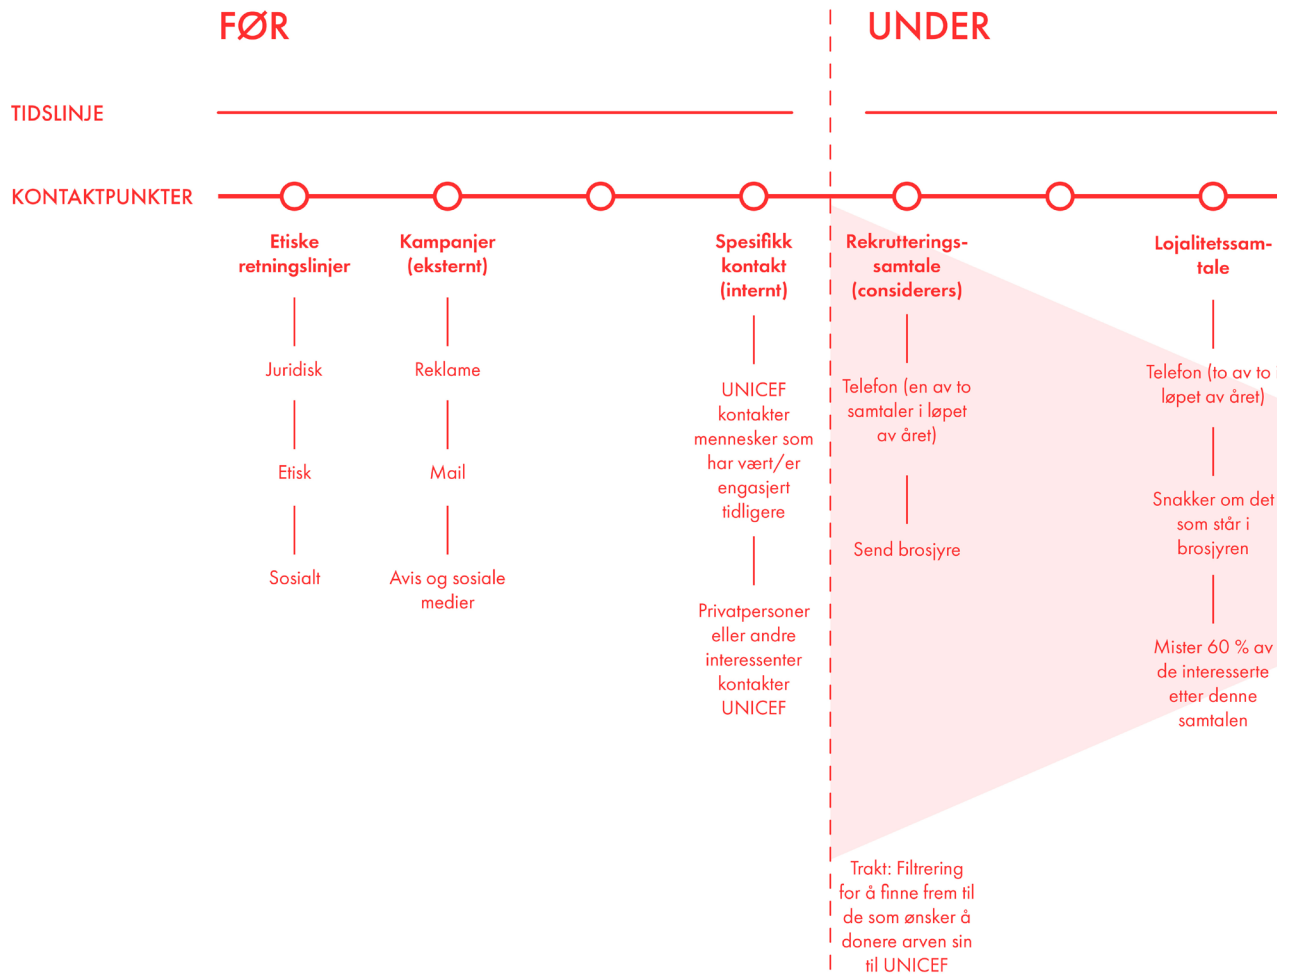 FØR
UNDER
TIDSLINJE
KONTAKTPUNKTER
Etiske
retningslinjer
Juridisk
Etisk
Sosialt
Kampanjer
(eksternt)
Reklame
Mail
Avis og sosiale
medier
Spesifikk
kontakt
(internt)
UNICEF
kontakter
mennesker som
har vært/er
engasjert
tidligere
Privatpersoner
eller andre
interessenter
kontakter
UNICEF
Rekrutterings-
samtale
(considerers)
Telefon (en av to
samtaler i løpet
av året)
Send brosjyre
Trakt: Filtrering
for å finne frem til
de som ønsker å
donere arven sin
til UNICEF
Lojalitetssam-
tale
Telefon (to av to
løpet av året)
Snakker om det
som står i
brosjyren
Mister 60 % av
de interesserte
etter denne
samtalen